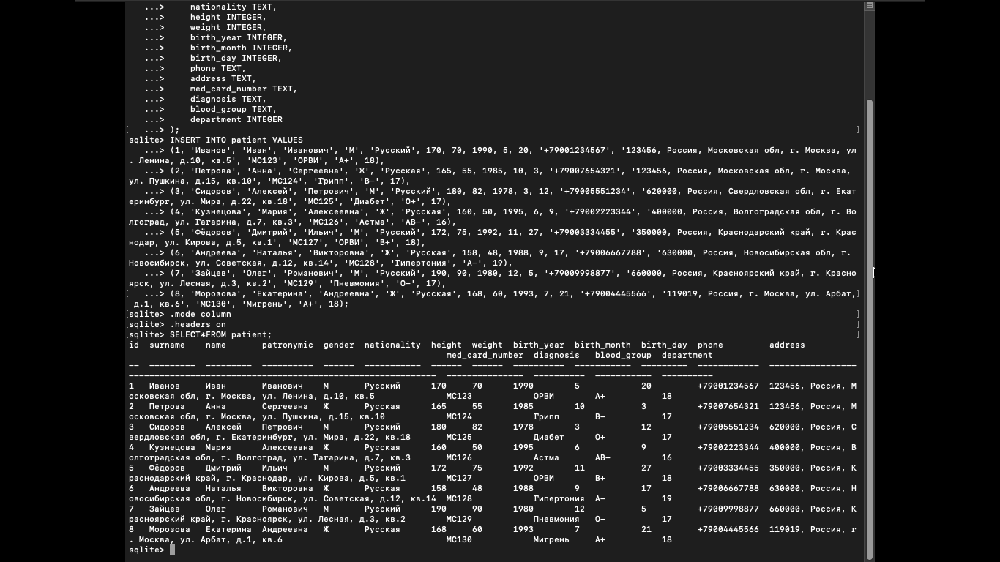 ...> nationality TEXT,
...> height INTEGER,
...> weight INTEGER,
...> birth_year INTEGER,
...> birth_month INTEGER,
...> birth_day INTEGER,
...> phone TEXT,
...> address TEXT,
...> med_card_number TEXT,
...> diagnosis TEXT,
...> blood_group TEXT,
...> department INTEGER
[ ...> ); ]
sqlite> INSERT INTO patient VALUES
...> (1, 'Иванов', 'Иван', 'Иванович', 'М', 'Русский', 170, 70, 1990, 5, 20, '+79001234567', '123456, Россия, Московская обл, г. Москва, ул
. Ленина, д.10, кв.5', 'МС123', 'ОРВИ', 'A+', 18),
...> (2, 'Петрова', 'Анна', 'Сергеевна', 'Ж', 'Русская', 165, 55, 1985, 10, 3, '+79007654321', '123456, Россия, Московская обл, г. Москва,
ул. Пушкина, д.15, кв.10', 'МС124', 'Грипп', 'B-', 17),
...> (3, 'Сидоров', 'Алексей', 'Петрович', 'М', 'Русский', 180, 82, 1978, 3, 12, '+79005551234', '620000, Россия, Свердловская обл, г. Екат
еринбург, ул. Мира, д.22, кв.18', 'МС125', 'Диабет', 'O+', 17),
...> (4, 'Кузнецова', 'Мария', 'Алексеевна', 'Ж', 'Русская', 160, 50, 1995, 6, 9, '+79002223344', '400000, Россия, Волгоградская обл, г. Во
лгоград, ул. Гагарина, д.7, кв.3', 'МС126', 'Астма', 'AB-', 16),
...> (5, 'Фёдоров', 'Дмитрий', 'Ильич', 'М', 'Русский', 172, 75, 1992, 11, 27, '+79003334455', '350000, Россия, Краснодарский край, г. Крас
нодар, ул. Кирова, д.5, кв.1', 'МС127', 'ОРВИ', 'B+', 18),
...> (6, 'Андреева', 'Наталья', 'Викторовна', 'Ж', 'Русская', 158, 48, 1988, 9, 17, '+79006667788', '630000, Россия, Новосибирская обл, г.
Новосибирск, ул. Советская, д.12, кв.14', 'МС128', 'Гипертония', 'A-', 19),
...> (7, 'Зайцев', 'Олег', 'Романович', 'М', 'Русский', 190, 90, 1980, 12, 5, '+79009998877', '660000, Россия, Красноярский край, г. Красно
ярск, ул. Лесная, д.3, кв.2', 'МС129', 'Пневмония', 'O-', 17),
[ ...> (8, 'Морозова', 'Екатерина', 'Андреевна', 'Ж', 'Русская', 168, 60, 1993, 7, 21, '+79004445566', '119019, Россия, г. Москва, ул. Арбат,]
д.1, кв.6', 'МС130', 'Мигрень', 'A+', 18);
[sqlite> .mode column ]
[sqlite> .headers on ]
[sqlite> SELECT*FROM patient; ]
id surname name patronymic gender nationality height weight birth_year birth_month birth_day phone address
med_card_number diagnosis blood_group department
-- --------- --------- ---------- ------ ----------- ------ ------ ---------- ----------- --------- ------------ -----------------
------------------------------------------------------------ --------------- ---------- ----------- ----------
1 Иванов Иван Иванович М Русский 170 70 1990 5 20 +79001234567 123456, Россия, М
осковская обл, г. Москва, ул. Ленина, д.10, кв.5 МС123 ОРВИ A+ 18
2 Петрова Анна Сергеевна Ж Русская 165 55 1985 10 3 +79007654321 123456, Россия, М
осковская обл, г. Москва, ул. Пушкина, д.15, кв.10 МС124 Грипп B- 17
3 Сидоров Алексей Петрович М Русский 180 82 1978 3 12 +79005551234 620000, Россия, С
вердловская обл, г. Екатеринбург, ул. Мира, д.22, кв.18 МС125 Диабет O+ 17
4 Кузнецова Мария Алексеевна Ж Русская 160 50 1995 6 9 +79002223344 400000, Россия, В
олгоградская обл, г. Волгоград, ул. Гагарина, д.7, кв.3 МС126 Астма AB- 16
5 Фёдоров Дмитрий Ильич М Русский 172 75 1992 11 27 +79003334455 350000, Россия, К
раснодарский край, г. Краснодар, ул. Кирова, д.5, кв.1 МС127 ОРВИ B+ 18
6 Андреева Наталья Викторовна Ж Русская 158 48 1988 9 17 +79006667788 630000, Россия, Н
овосибирская обл, г. Новосибирск, ул. Советская, д.12, кв.14 МС128 Гипертония A- 19
7 Зайцев Олег Романович М Русский 190 90 1980 12 5 +79009998877 660000, Россия, К
расноярский край, г. Красноярск, ул. Лесная, д.3, кв.2 МС129 Пневмония O- 17
8 Морозова Екатерина Андреевна Ж Русская 168 60 1993 7 21 +79004445566 119019, Россия, г
. Москва, ул. Арбат, д.1, кв.6 МС130 Мигрень A+ 18
sqlite>